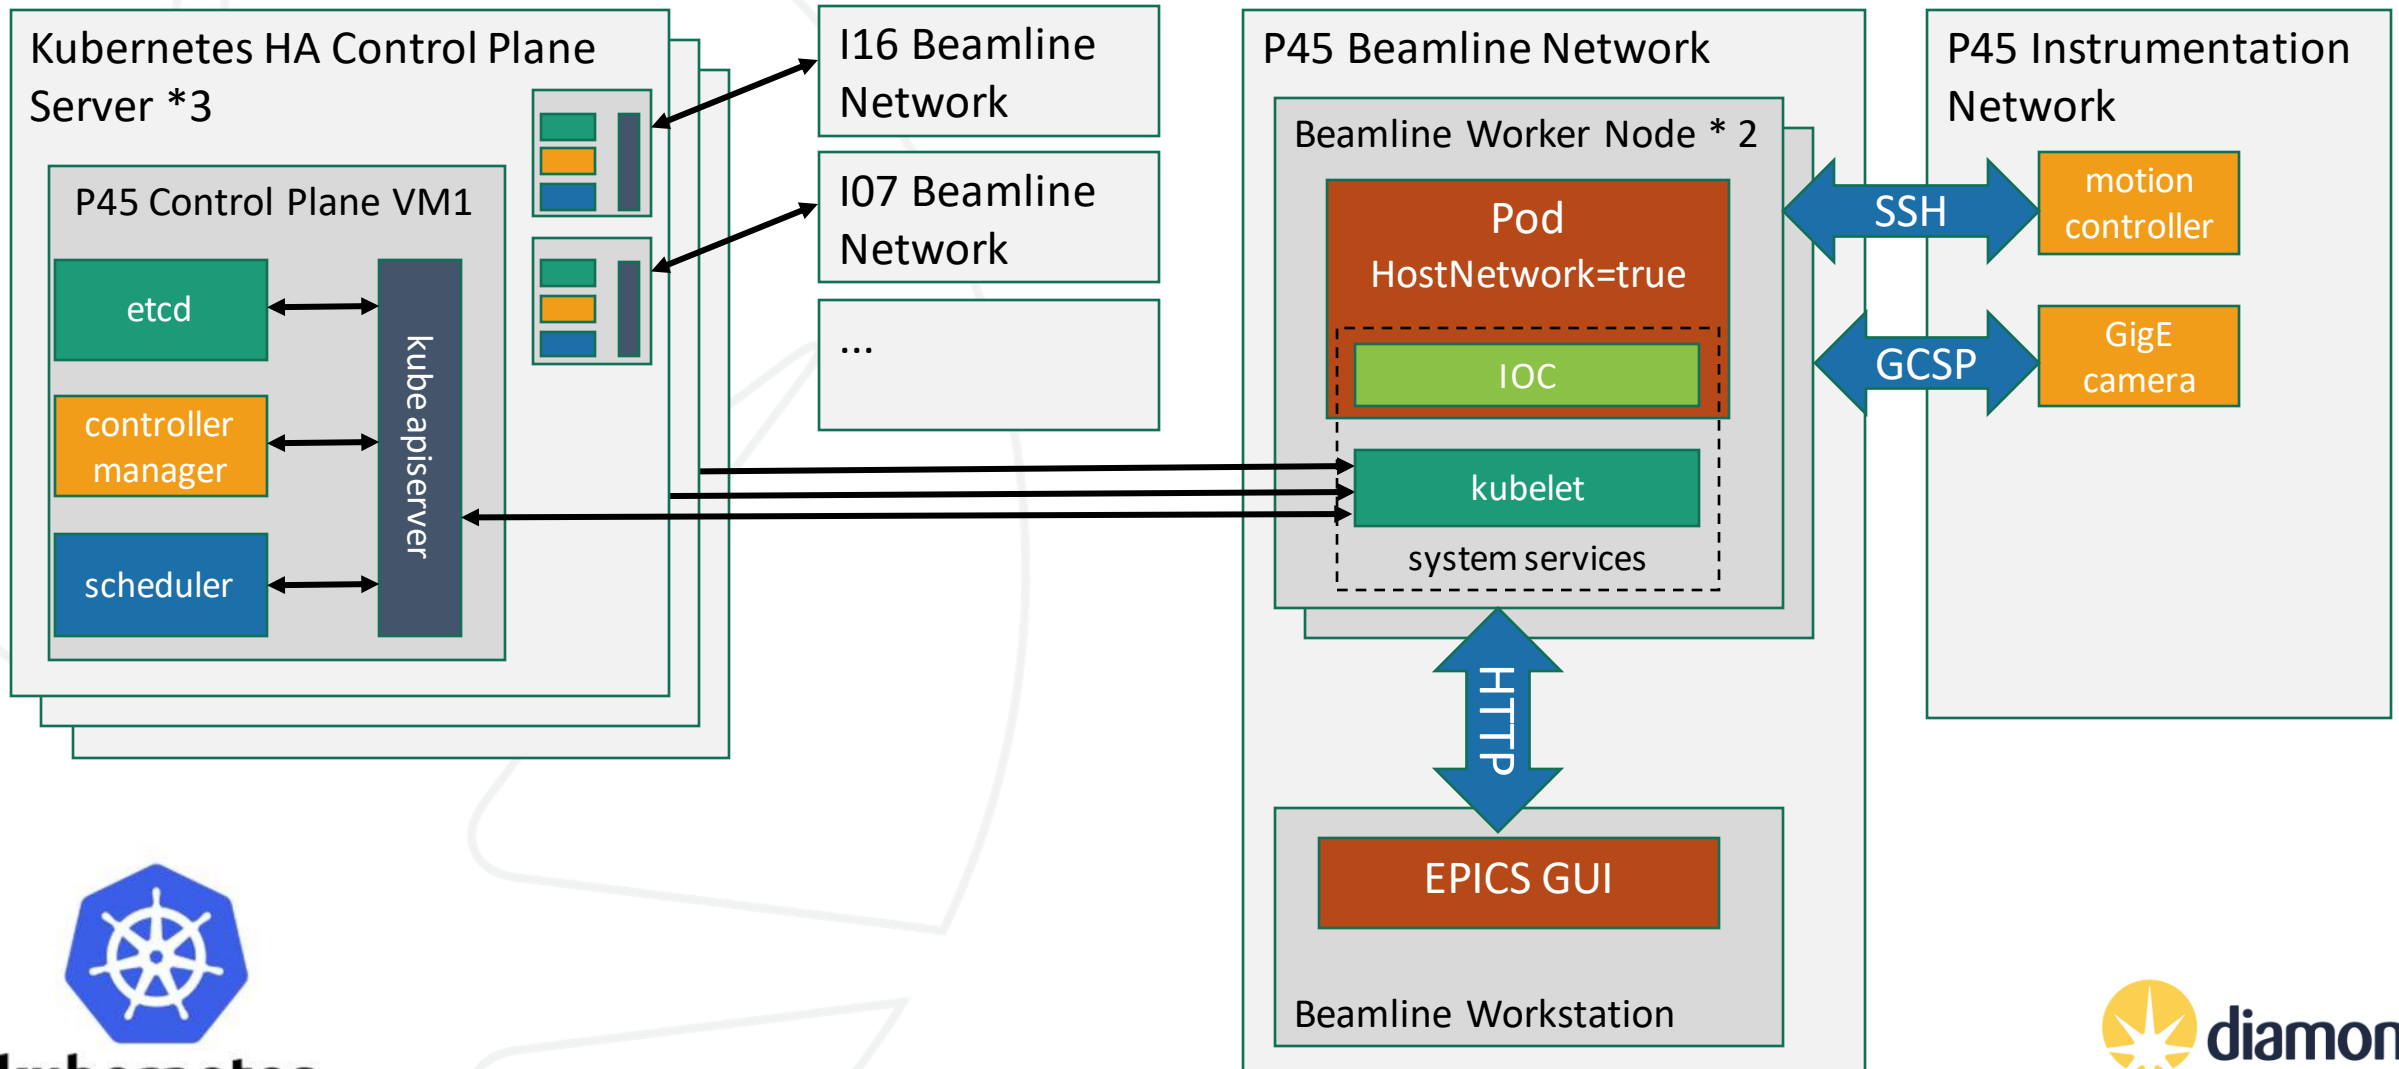 Kubernetes HA Control Plane
Server *3
P45 Control Plane VM1
etcd
controller
manager
scheduler
kube apiserver
I16 Beamline
Network
I07 Beamline
Network
...
P45 Beamline Network
Beamline Worker Node * 2
Pod
HostNetwork=true
IOC
kubelet
system services
HTTP
EPICS GUI
Beamline Workstation
SSH
GCSP
P45 Instrumentation
Network
motion
controller
GigE
camera
diamon